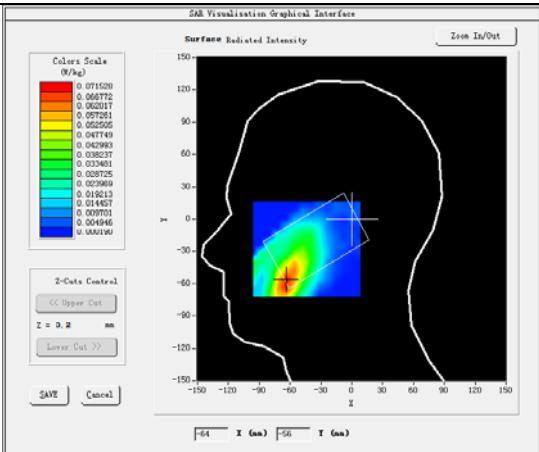 SAR Visualisation Graphical Interface
Surface Radiated Intensity
Zoom In/Out
Colors Scale
(W/kg)
0.071528
0.066772
0.062017
0.057261
0.052505
0.047749
0.042993
0.038237
0.033481
0.028725
0.023969
0.019213
0.014457
0.009701
0.004946
0.000190
150
120
90
60
30
0
-30
-60
-90
-120
-150
Y
-150 -120 -90 -60 -30 0 30 60 90 120 150
X
Z-Cuts Control
<< Upper Cut
Z = 3.2 mm
Lower Cut >>
SAVE Cancel
-64 X (mm) -56 Y (mm)